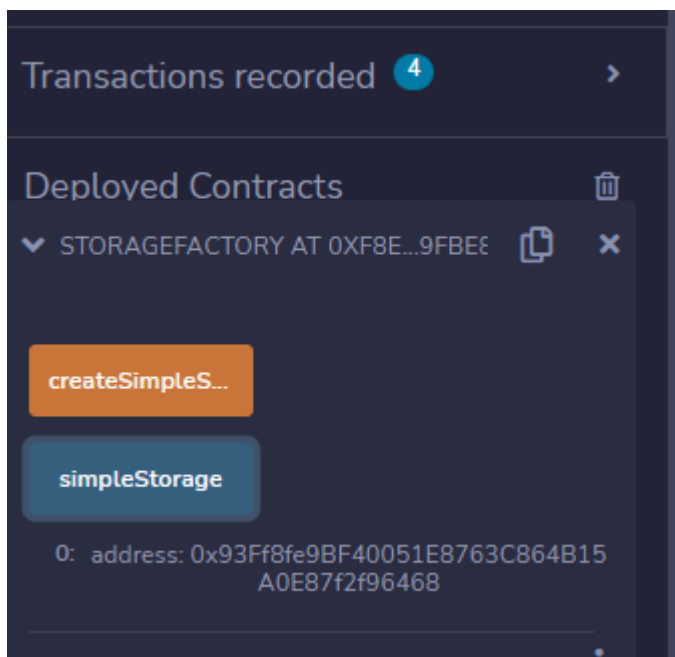 Transactions recorded 4
Deployed Contracts
STORAGEFACTORY AT 0XF8E...9FBE8
createSimpleS...
simpleStorage
0: address: 0x93Ff8fe9BF40051E8763C864B15
A0E87f2f96468